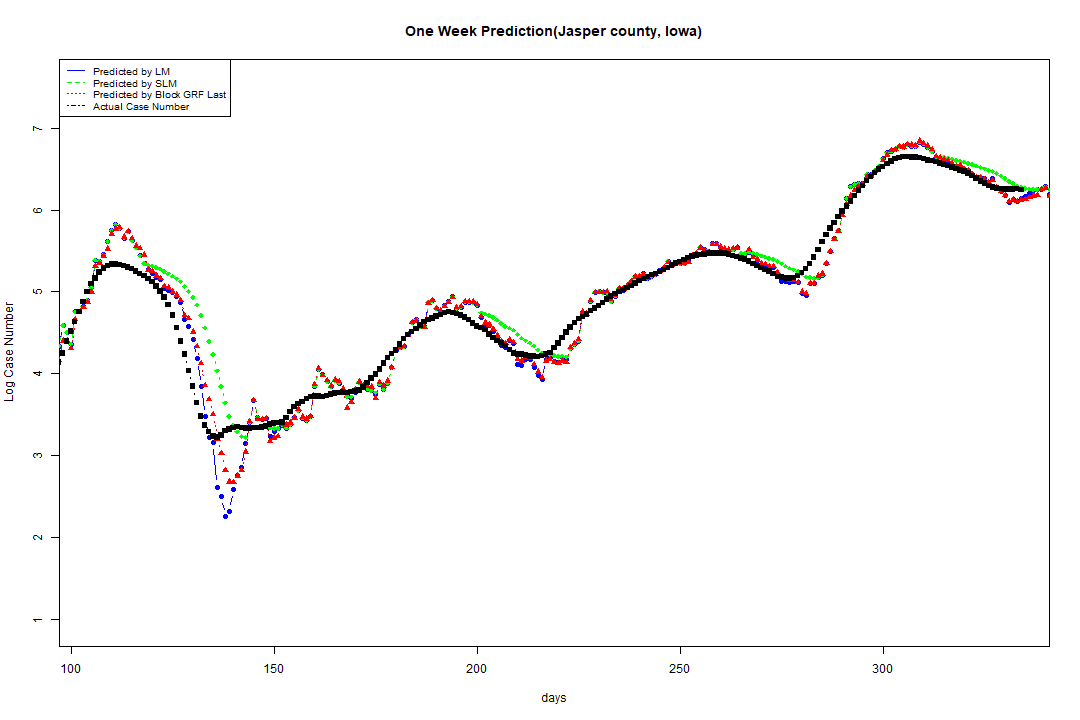 One Week Prediction(Jasper county, Iowa)
Predicted by LM
Predicted by SLM
Predicted by Block GRF Last
Actual Case Number
Log Case Number
7
6
5
4
3
2
1
100 150 200 250 300
days